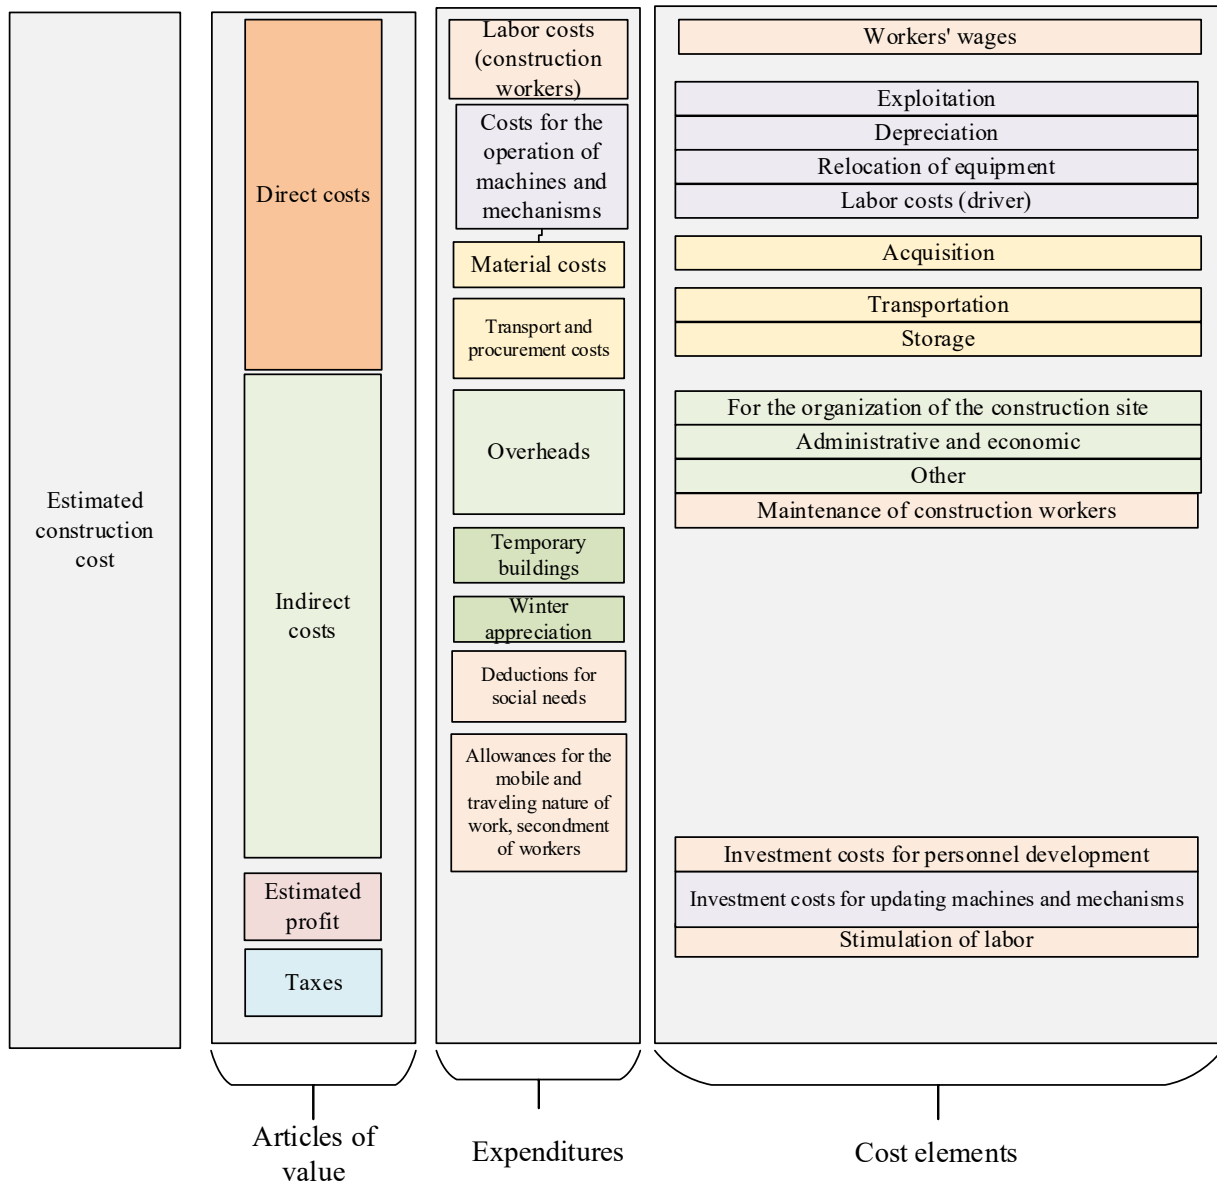 Estimated
construction
cost
Direct costs
Indirect
costs
Estimated
profit
Taxes
Labor costs
(construction
workers)
Costs for the
operation of
machines and
mechanisms
Material costs
Transport and
procurement costs
Overheads
Temporary
buildings
Winter
appreciation
Deductions for
social needs
Allowances for the
mobile and
traveling nature of
work, secondment
of workers
Workers' wages
Exploitation
Depreciation
Relocation of equipment
Labor costs (driver)
Acquisition
Transportation
Storage
For the organization of the construction site
Administrative and economic
Other
Maintenance of construction workers
Investment costs for personnel development
Investment costs for updating machines and mechanisms
Stimulation of labor
Articles of
value
Expenditures
Cost elements